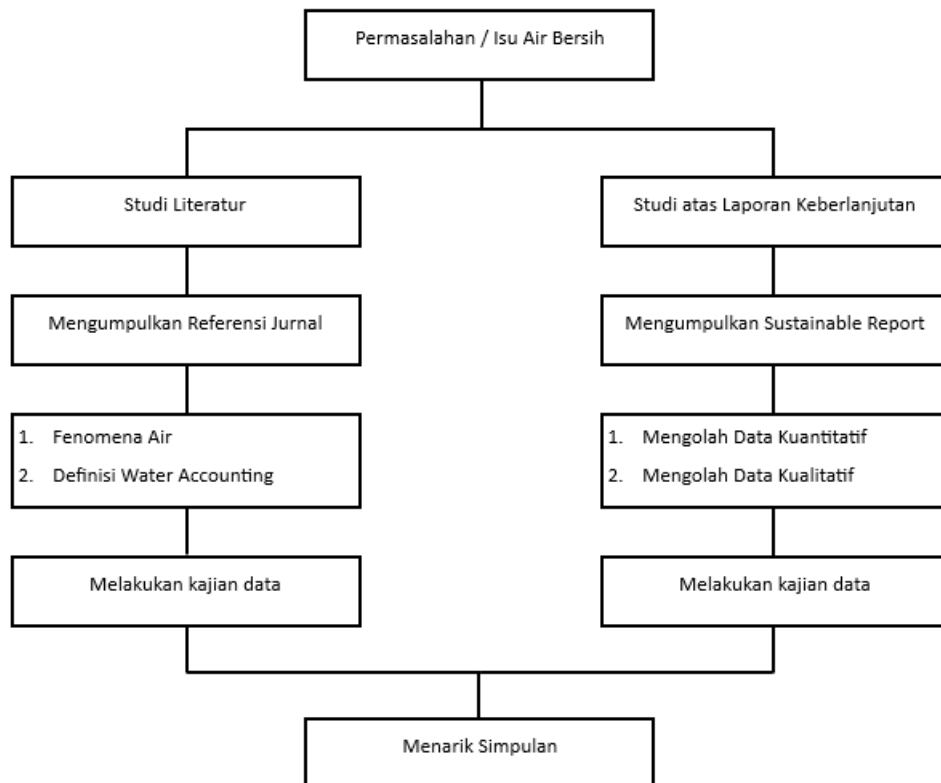 Permasalahan / Isu Air Bersih
Studi Literatur
Mengumpulkan Referensi Jurnal
1. Fenomena Air
2. Definisi Water Accounting
Melakukan kajian data
Studi atas Laporan Keberlanjutan
Mengumpulkan Sustainable Report
1. Mengolah Data Kuantitatif
2. Mengolah Data Kualitatif
Melakukan kajian data
Menarik Simpulan